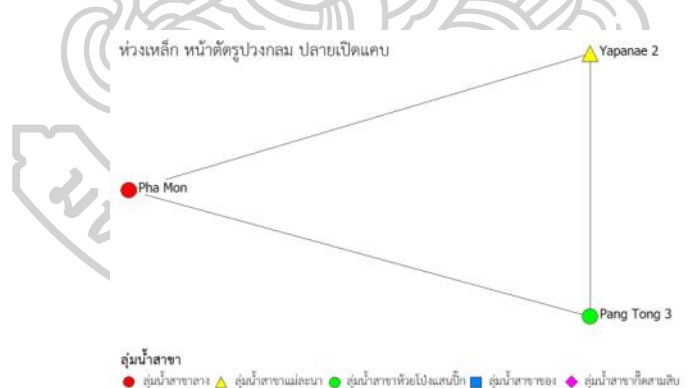 ห่วงเหล็ก หน้าตัดรูปวงกลม ปลายเปิดแคบ
Yapanae 2
Pha Mon
Pang Tong 3
ลุ่มน้ำสาขา
ลุ่มน้ำสาขาลาง ลุ่มน้ำสาขาแม่ละนา ลุ่มน้ำสาขาห้วยโป่งแสนปิ๊ก ลุ่มน้ำสาขาของ ลุ่มน้ำสาขากื้ดสามสิบ